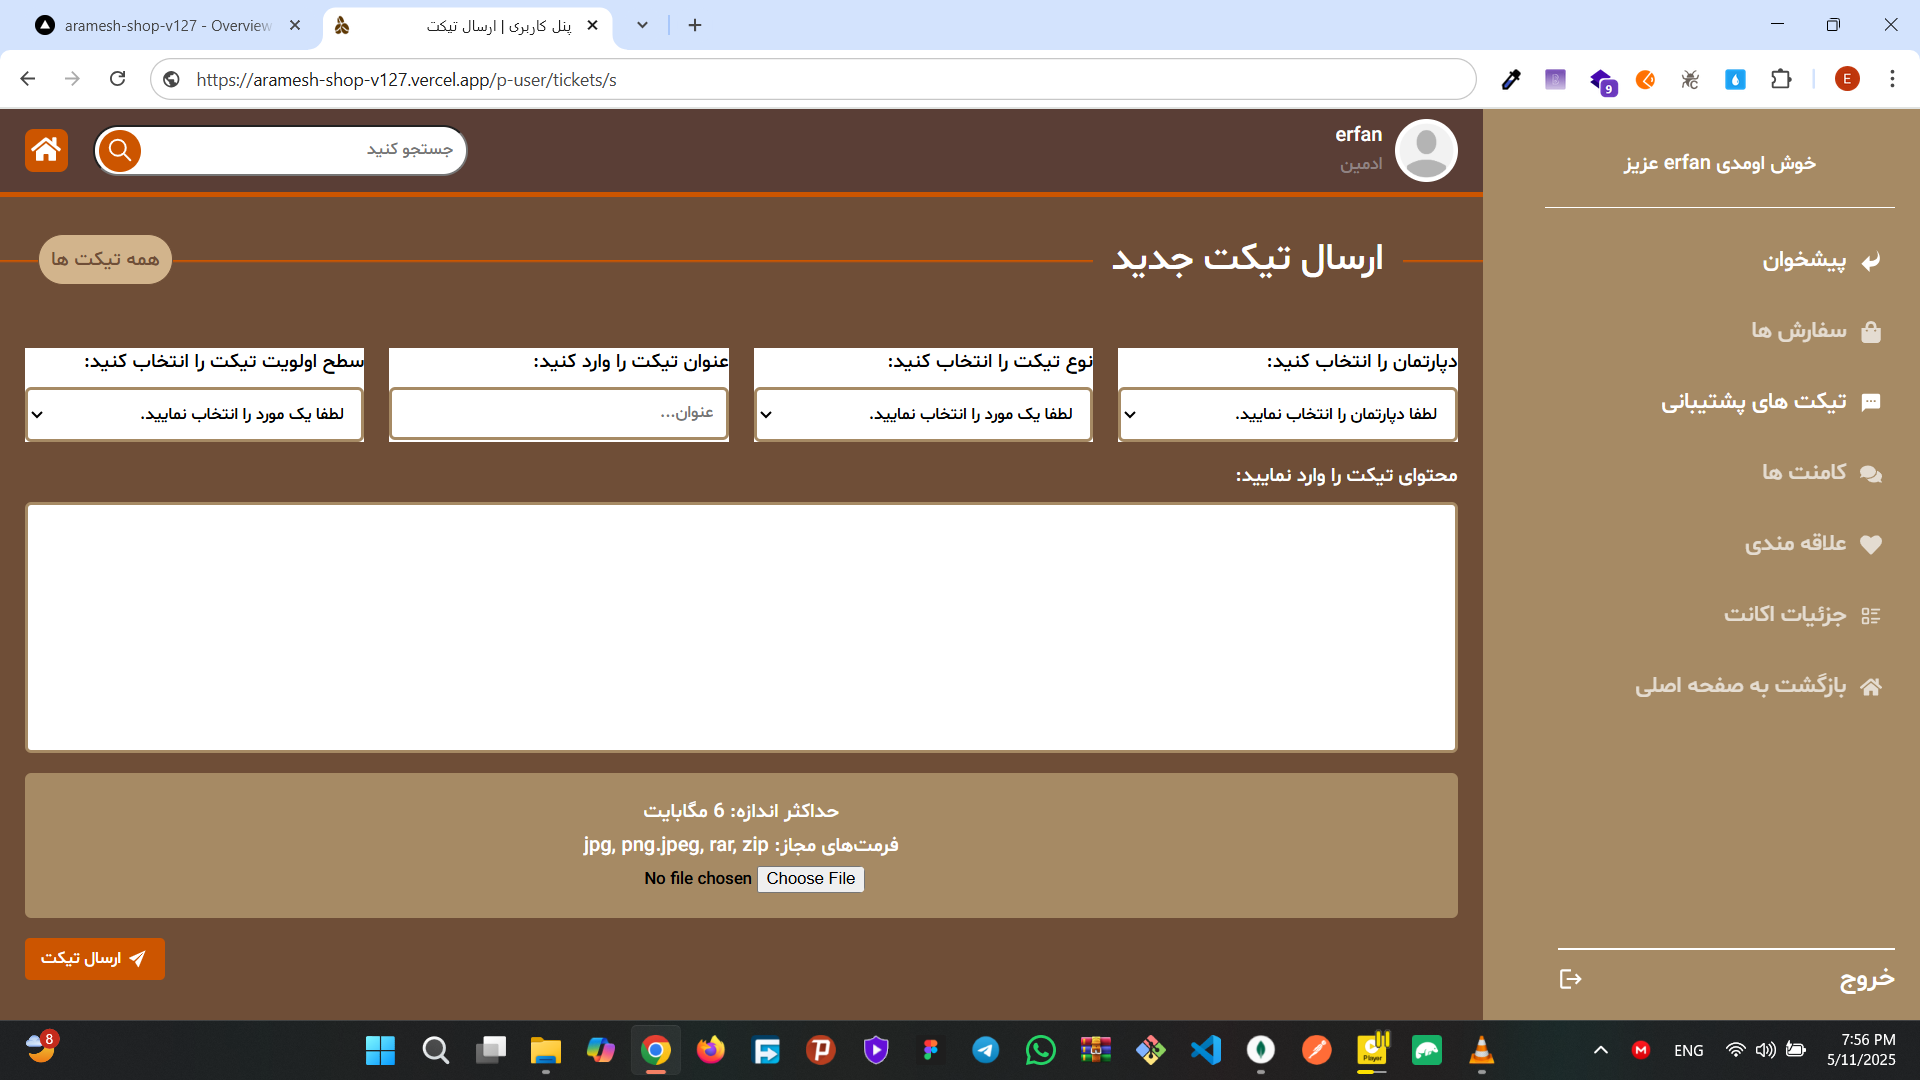 aramesh-shop-v127 - Overview
پنل کاربری | ارسال تیکت
https://aramesh-shop-v127.vercel.app/p-user/tickets/s
9
E
خوش اومدی erfan عزیز
پیشخوان
سفارش ها
تیکت های پشتیبانی
کامنت ها
علاقه مندی
جزئیات اکانت
بازگشت به صفحه اصلی
خروج
erfan
ادمین
جستجو کنید
ارسال تیکت جدید
همه تیکت ها
دپارتمان را انتخاب کنید:
لطفا دپارتمان را انتخاب نمایید.
نوع تیکت را انتخاب کنید:
لطفا یک مورد را انتخاب نمایید.
عنوان تیکت را وارد کنید:
عنوان...
سطح اولویت تیکت را انتخاب کنید:
لطفا یک مورد را انتخاب نمایید.
محتوای تیکت را وارد نمایید:
حداکثر اندازه: 6 مگابایت
فرمت‌های مجاز: jpg, png.jpeg, rar, zip
No file chosen Choose File
ارسال تیکت
8
Player
ENG
7:56 PM
5/11/2025